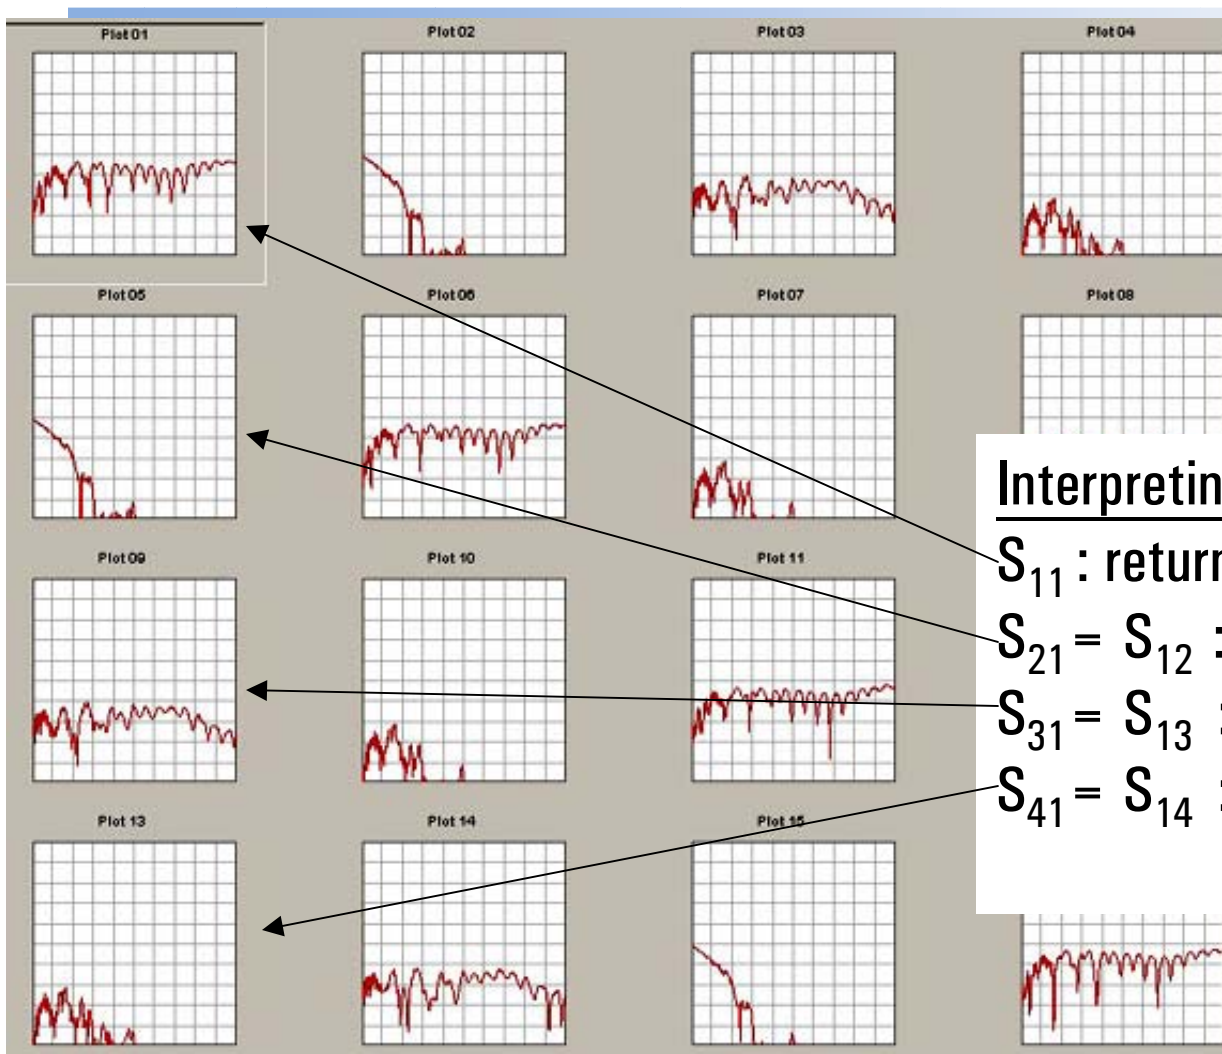 Plot 01 Plot 02 Plot 03 Plot 04
Plot 05 Plot 06 Plot 07 Plot 08
Plot 09 Plot 10 Plot 11
Plot 13 Plot 14 Plot 15
Interpretin
S11 : return
S21 = S12 :
S31 = S13 :
S41 = S14 :